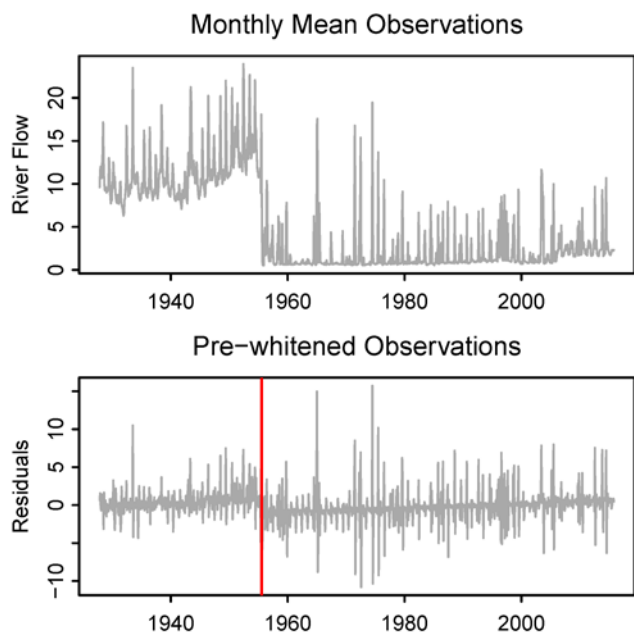 Monthly Mean Observations
River Flow
20
15
10
5
0
1940 1960 1980 2000
Pre−whitened Observations
Residuals
10
5
0
−10
1940 1960 1980 2000